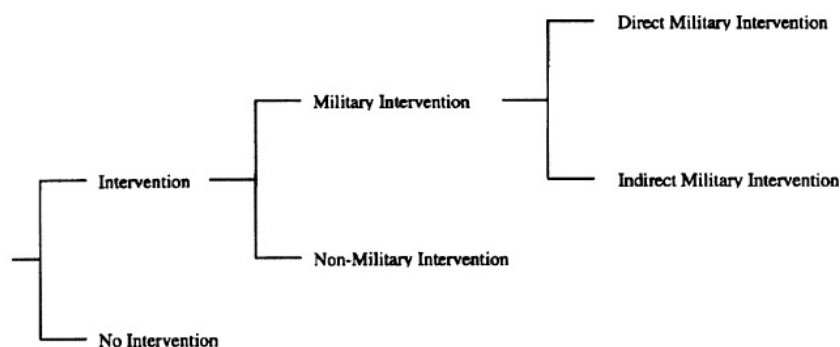 Direct Military Intervention
Military Intervention
Intervention
Indirect Military Intervention
Non-Military Intervention
No Intervention